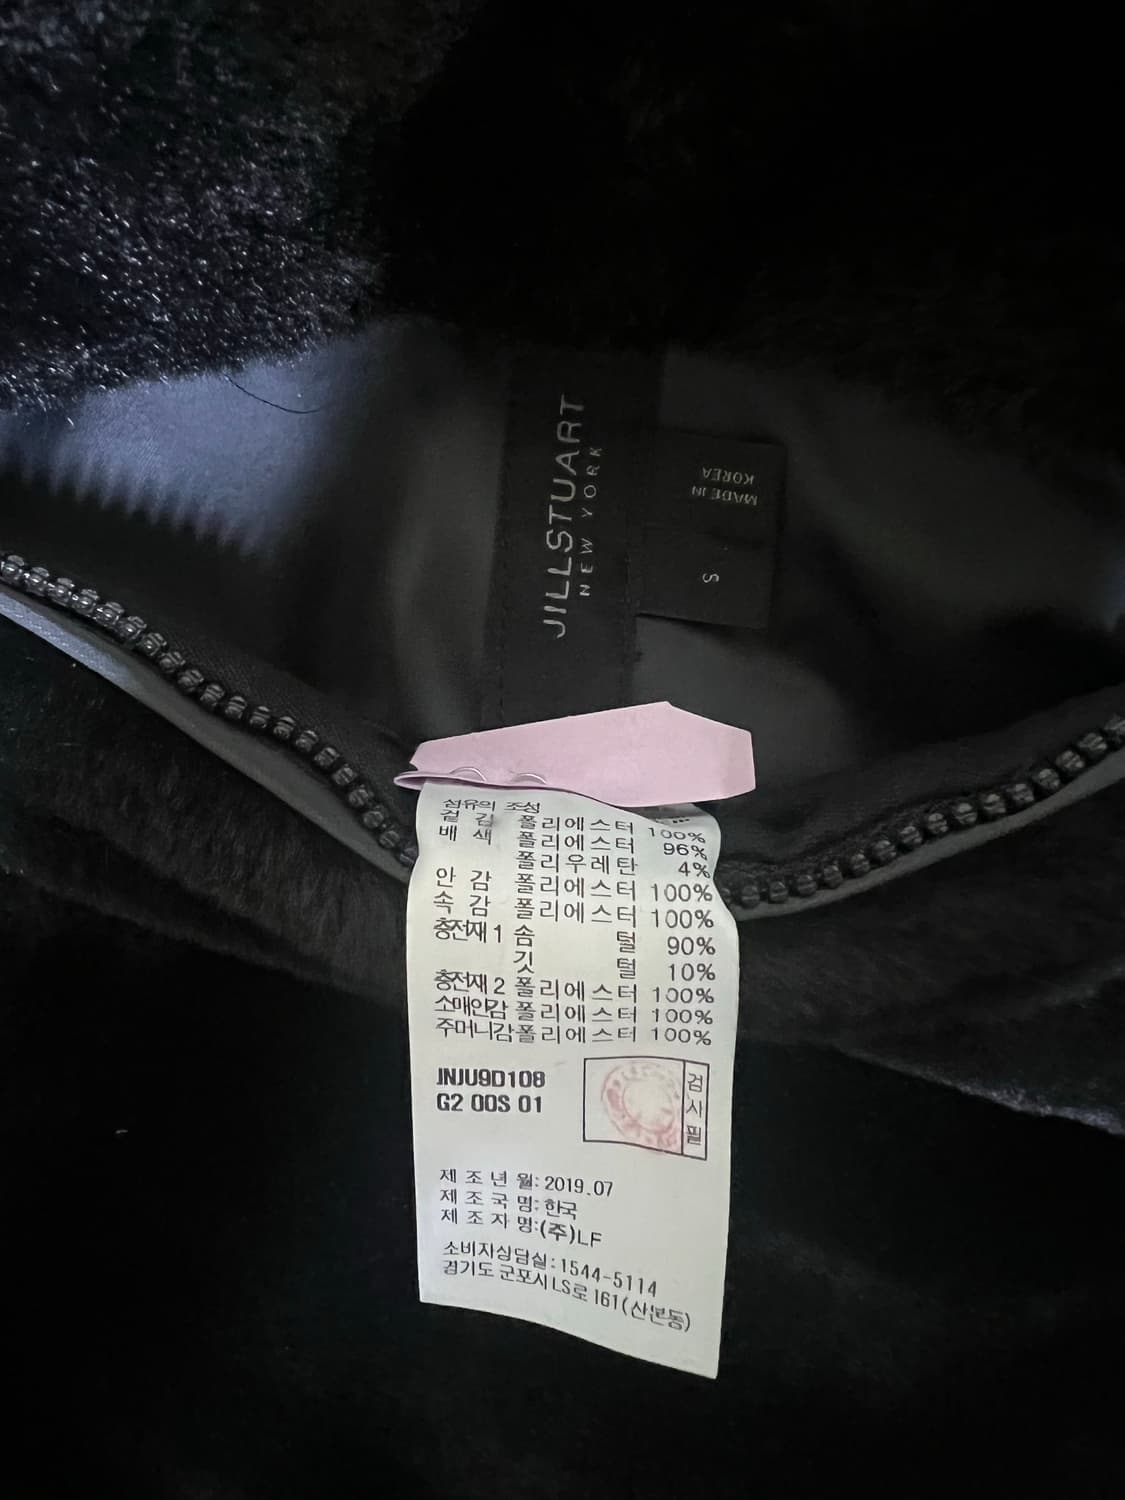 JILLSTUART
NEW YORK
MADE IN
KOREA
S
섬유의 조성
겉 감 폴리에스터 100%
배 색 폴리에스터 96%
폴리우레탄 4%
안 감 폴리에스터 100%
속 감 폴리에스터 100%
충전재 1 솜 털 90%
깃 털 10%
충전재 2 폴리에스터 100%
소매안감 폴리에스터 100%
주머니감 폴리에스터 100%
JNJU9D108
G2 00S 01
검사필
제 조 년 월: 2019.07
제 조 국 명: 한국
제 조 자 명:(주)LF
소비자상담실:1544-5114
경기도 군포시 LS로 161(산본동)